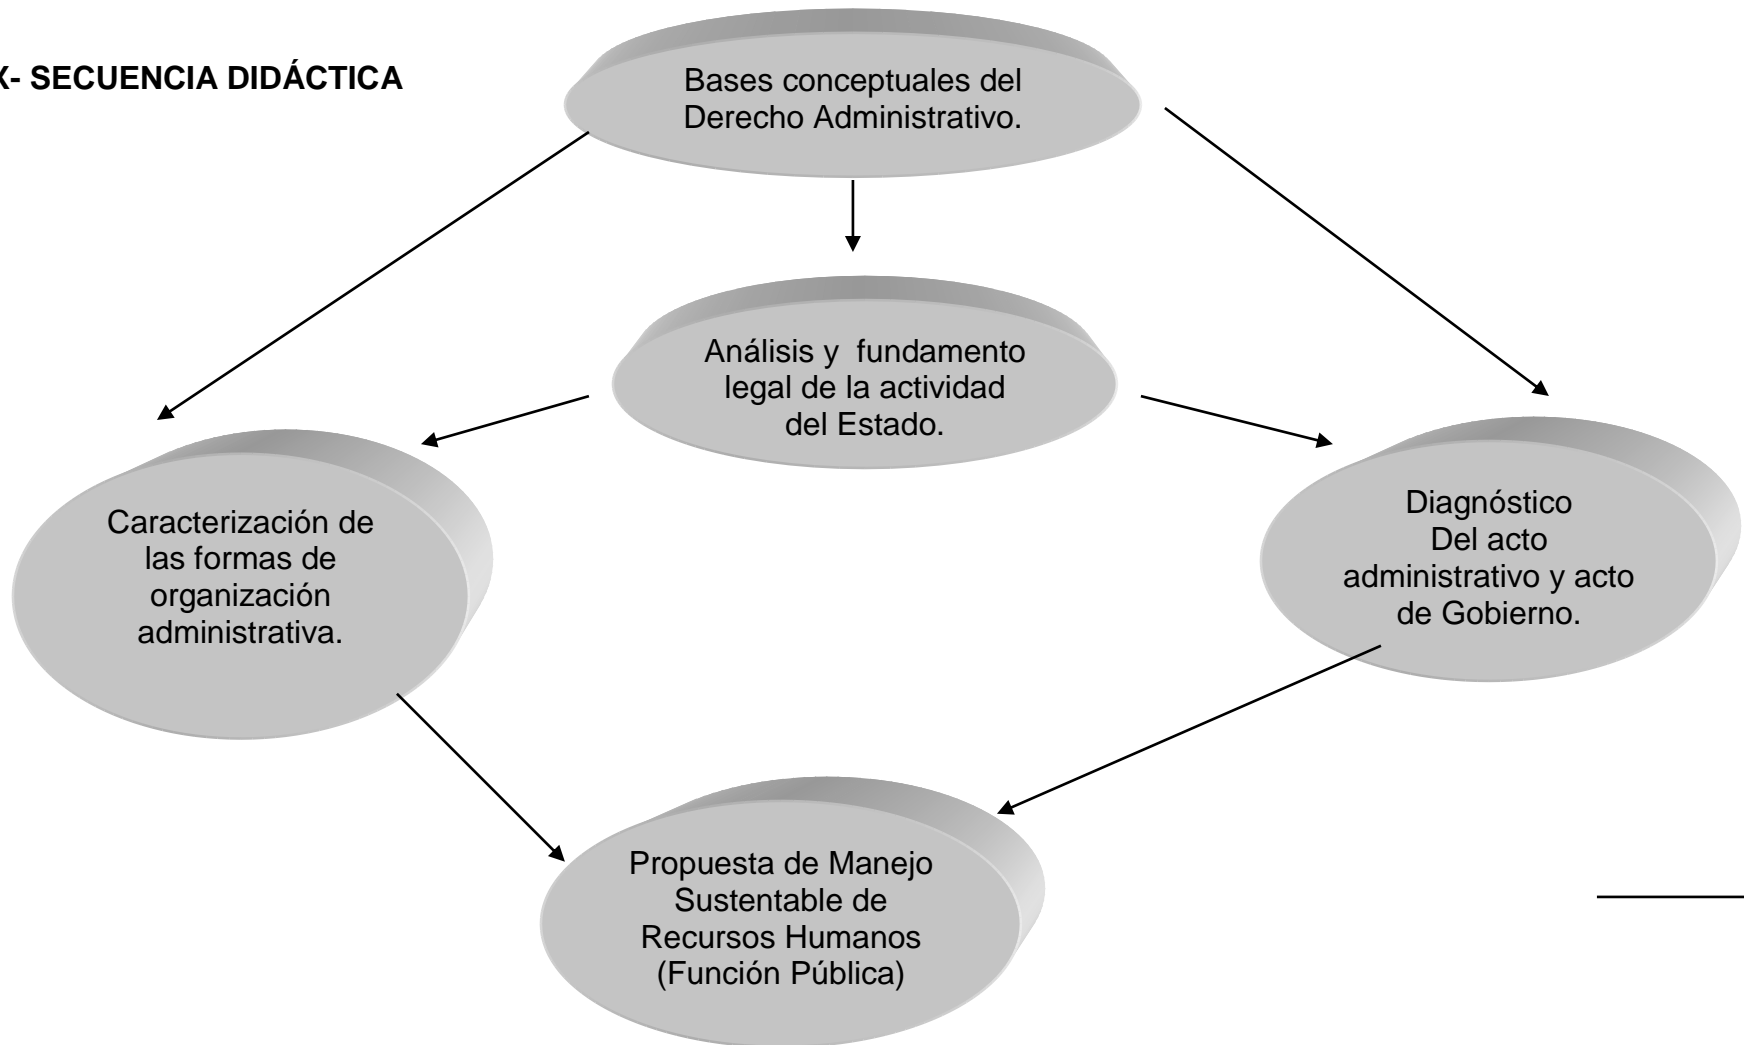 X- SECUENCIA DIDÁCTICA
Bases conceptuales del
Derecho Administrativo.
Análisis y  fundamento
legal de la actividad
del Estado.
Caracterización de
las formas de
organización
administrativa.
Diagnóstico
Del acto
administrativo y acto
de Gobierno.
Propuesta de Manejo
Sustentable de
Recursos Humanos
(Función Pública)